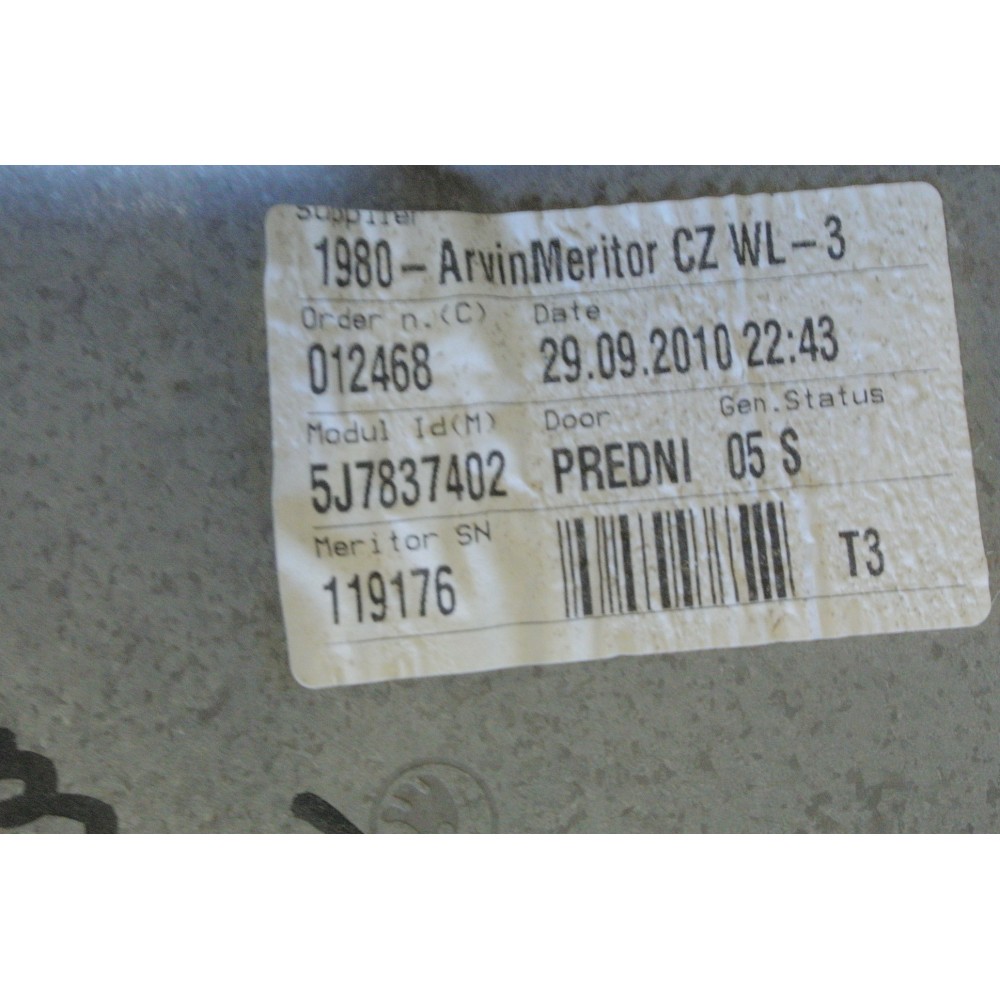 Supplier
1980 - ArvinMeritor CZ WL - 3
Order n.(C) Date
012468 29.09.2010 22:43
Modul Id(M) Door Gen.Status
5J7837402 PREDNI 05 S
Meritor SN
119176 T3